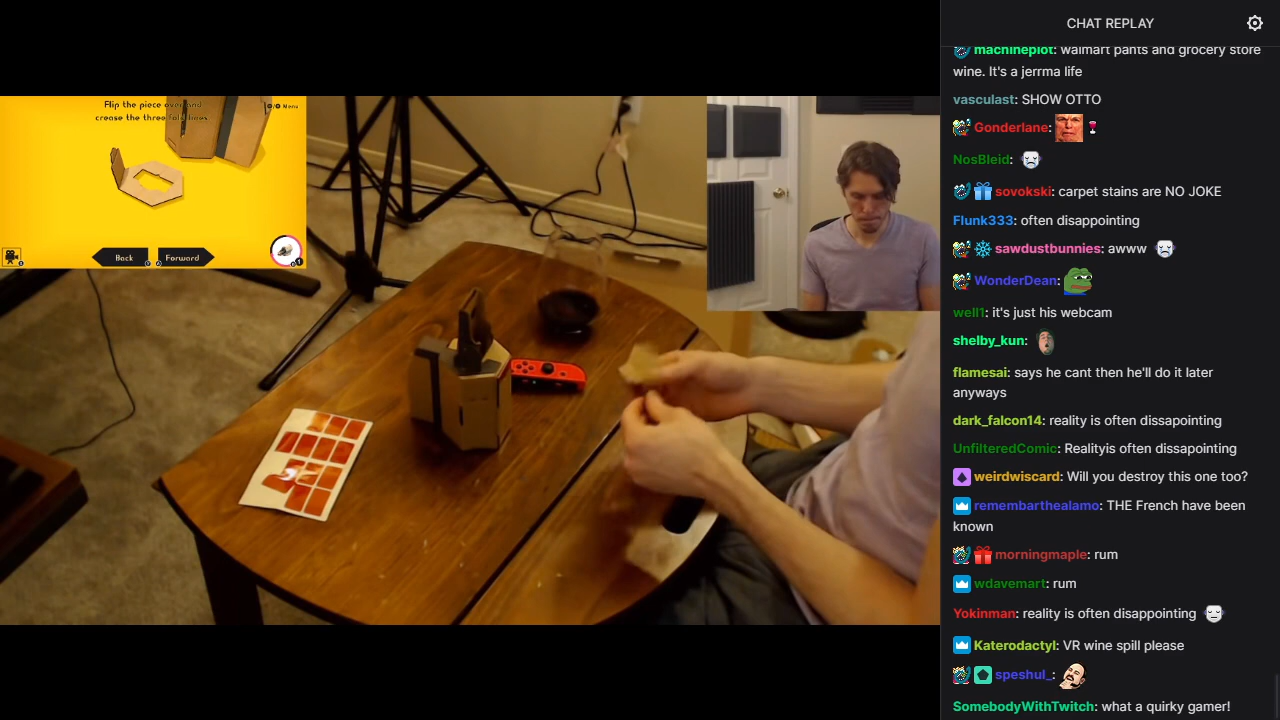 Flip the piece over and
crease the three fold lines
Menu
Back
Forward
CHAT REPLAY
machineplot: walmart pants and grocery store
wine. It's a jerrma life
vasculast: SHOW OTTO
Gonderlane:
NosBleid:
sovokski: carpet stains are NO JOKE
Flunk333: often disappointing
sawdustbunnies: awww
WonderDean:
well1: it's just his webcam
shelby_kun:
flamesai: says he cant then he'll do it later
anyways
dark_falcon14: reality is often dissapointing
UnfilteredComic: Realityis often dissapointing
weirdwiscard: Will you destroy this one too?
remembarthealamo: THE French have been
known
morningmaple: rum
wdavemart: rum
Yokinman: reality is often disappointing
Katerodactyl: VR wine spill please
speshul_:
SomebodyWithTwitch: what a quirky gamer!